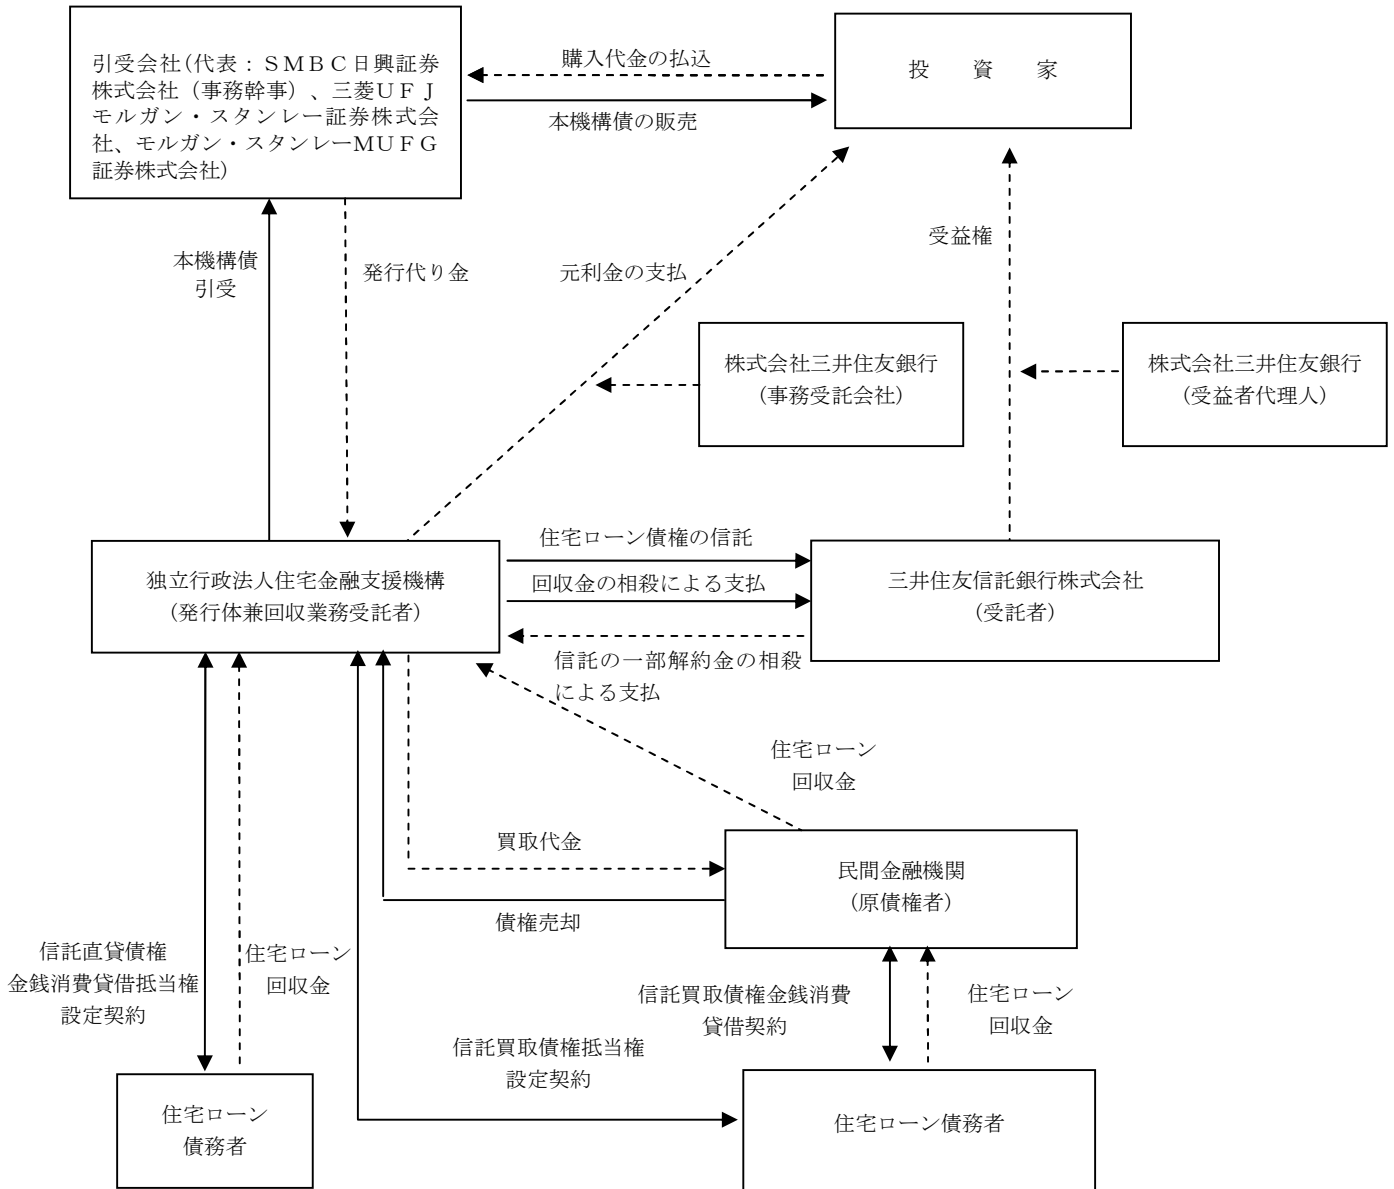 引受会社(代表：ＳＭＢＣ日興証券
株式会社（事務幹事）、三菱ＵＦＪ
モルガン・スタンレー証券株式会
社、モルガン・スタンレーＭＵＦＧ
証券株式会社)
購入代金の払込
本機構債の販売
投　資　家
本機構債
引受
発行代り金
元利金の支払
受益権
株式会社三井住友銀行
（事務受託会社）
株式会社三井住友銀行
（受益者代理人）
独立行政法人住宅金融支援機構
（発行体兼回収業務受託者）
住宅ローン債権の信託
回収金の相殺による支払
信託の一部解約金の相殺
による支払
三井住友信託銀行株式会社
（受託者）
住宅ローン
回収金
買取代金
債権売却
民間金融機関
（原債権者）
信託直貸債権
金銭消費貸借抵当権
設定契約
住宅ローン
回収金
信託買取債権金銭消費
貸借契約
住宅ローン
回収金
信託買取債権抵当権
設定契約
住宅ローン
債務者
住宅ローン債務者